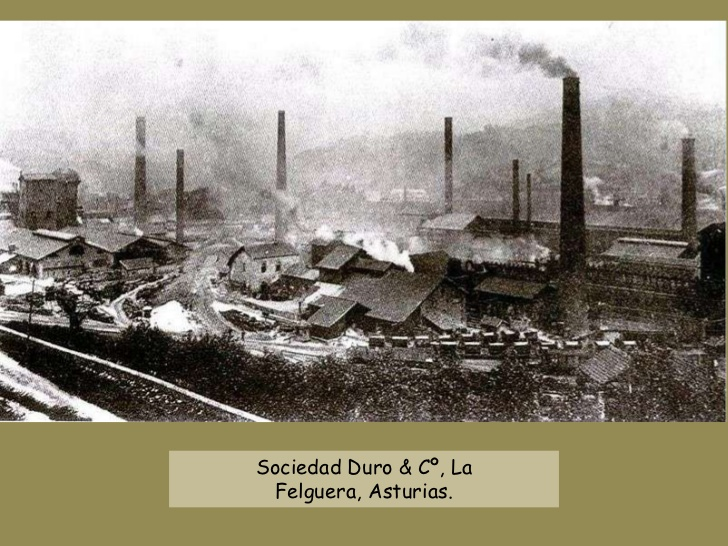 Sociedad Duro & Cº, La
Felguera, Asturias.